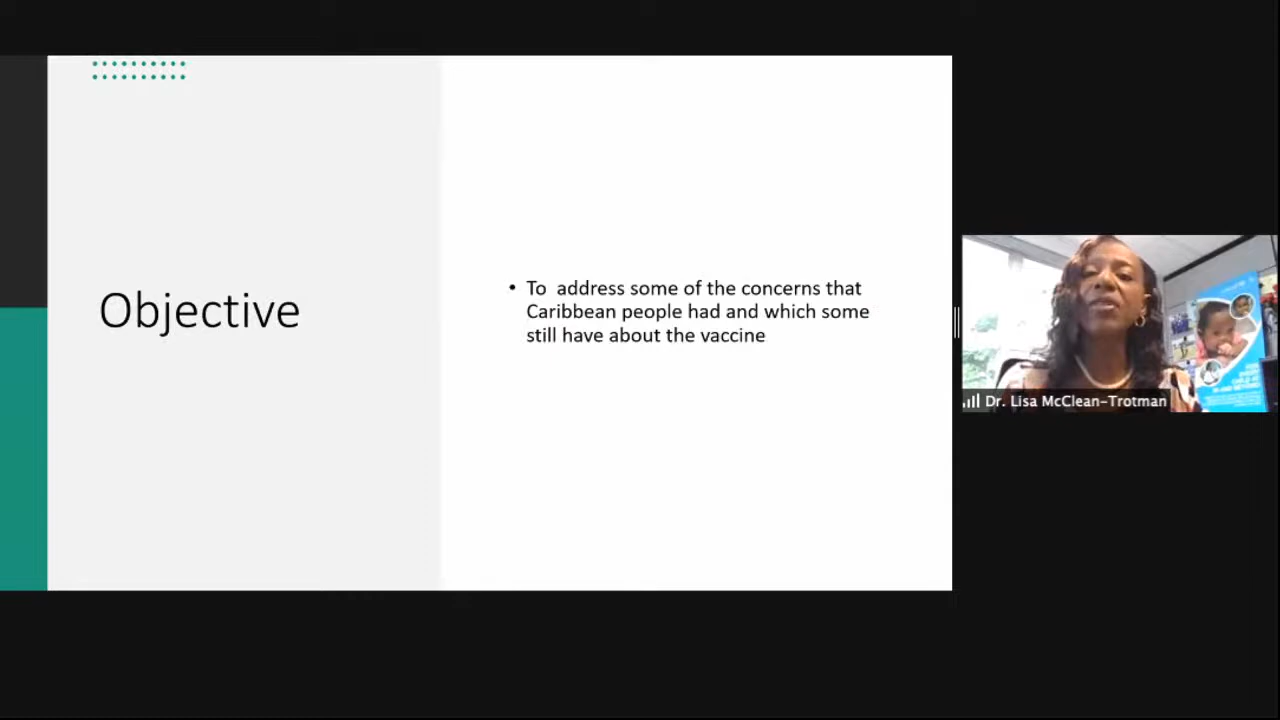 Objective
• To  address some of the concerns that
Caribbean people had and which some
still have about the vaccine
Dr. Lisa McClean-Trotman